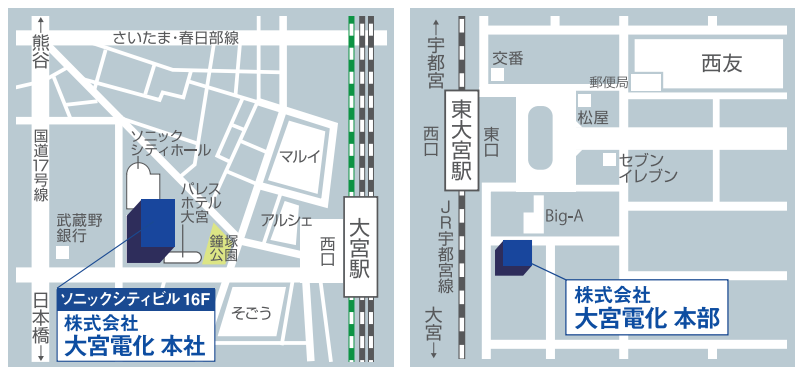 熊谷
さいたま・春日部線
国道17号線
ソニック
シティホール
マルイ
パレス
ホテル
大宮
アルシェ
武蔵野
銀行
鐘塚
公園
西口
大宮駅
そごう
日本橋
ソニックシティビル 16F
株式会社
大宮電化 本社
宇都宮
交番
西友
郵便局
松屋
東大宮駅
西口
東口
セブン
イレブン
Big-A
JR宇都宮線
大宮
株式会社
大宮電化 本部